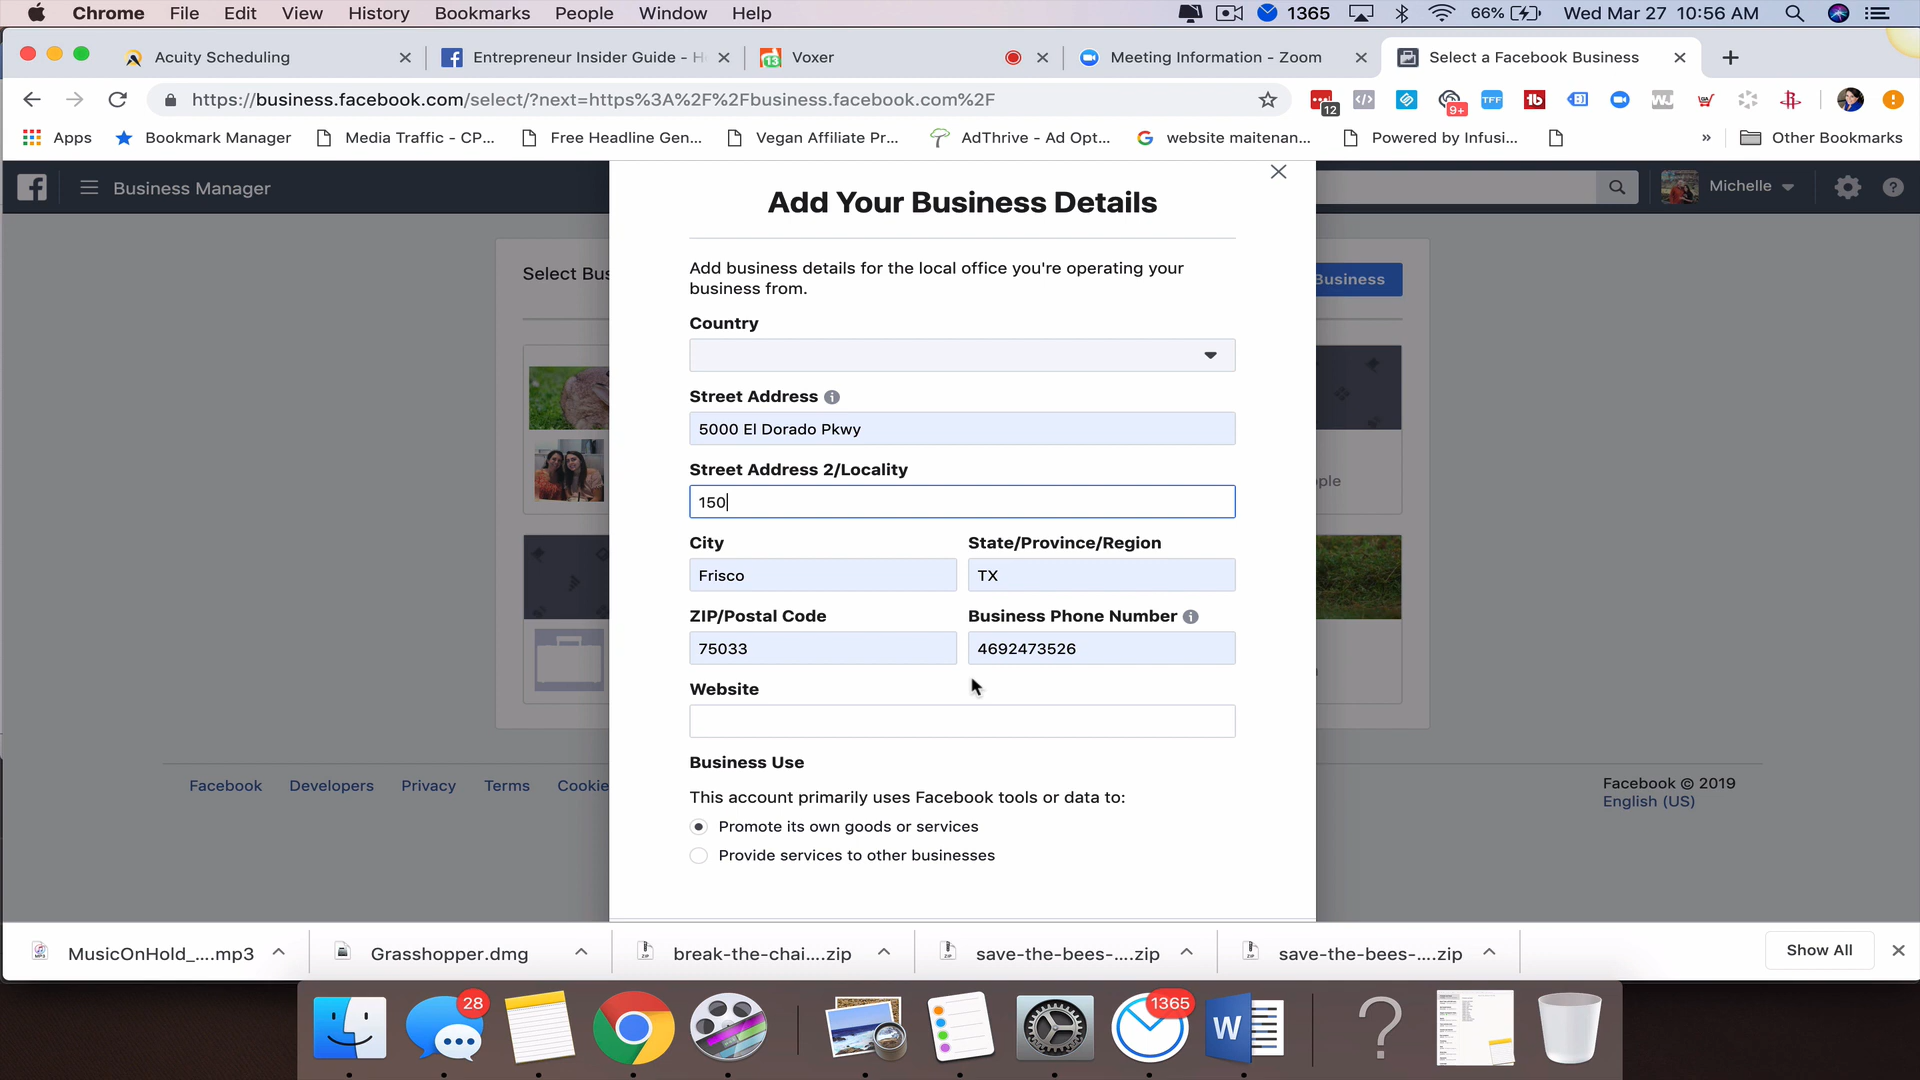 Chrome File Edit View History Bookmarks People Window Help 1365 66% Wed Mar 27 10:56 AM
Acuity Scheduling Entrepreneur Insider Guide - H 13 Voxer Meeting Information - Zoom Select a Facebook Business
https://business.facebook.com/select/?next=https%3A%2F%2Fbusiness.facebook.com%2F 12 9+ TFF 1b WJ
Apps Bookmark Manager Media Traffic - CP... Free Headline Gen... Vegan Affiliate Pr... AdThrive - Ad Opt... website maitenan... Powered by Infusi... » Other Bookmarks
Business Manager Michelle
Add Your Business Details
Select Bus Business
Add business details for the local office you're operating your
business from.
Country
Street Address
5000 El Dorado Pkwy
Street Address 2/Locality
ple
150
City State/Province/Region
Frisco TX
ZIP/Postal Code Business Phone Number
75033 4692473526
Website
Business Use
This account primarily uses Facebook tools or data to:
Promote its own goods or services
Provide services to other businesses
Facebook Developers Privacy Terms Cookie
Facebook © 2019
English (US)
MusicOnHold_....mp3 Grasshopper.dmg break-the-chai....zip save-the-bees-....zip save-the-bees-....zip Show All
28 1365 W ?